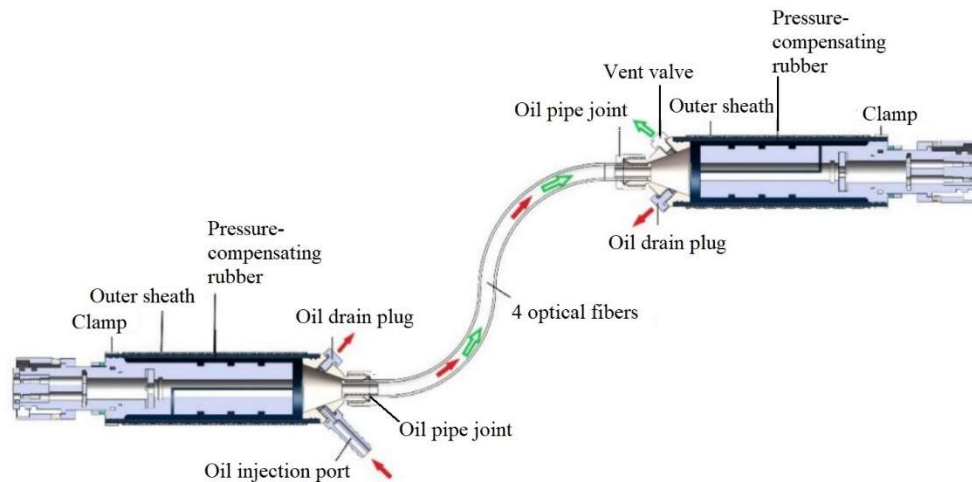 Pressure-
compensating
rubber
Vent valve
Oil pipe joint
Outer sheath
Clamp
Oil drain plug
Pressure-
compensating
rubber
Outer sheath
Clamp
Oil drain plug
4 optical fibers
Oil pipe joint
Oil injection port